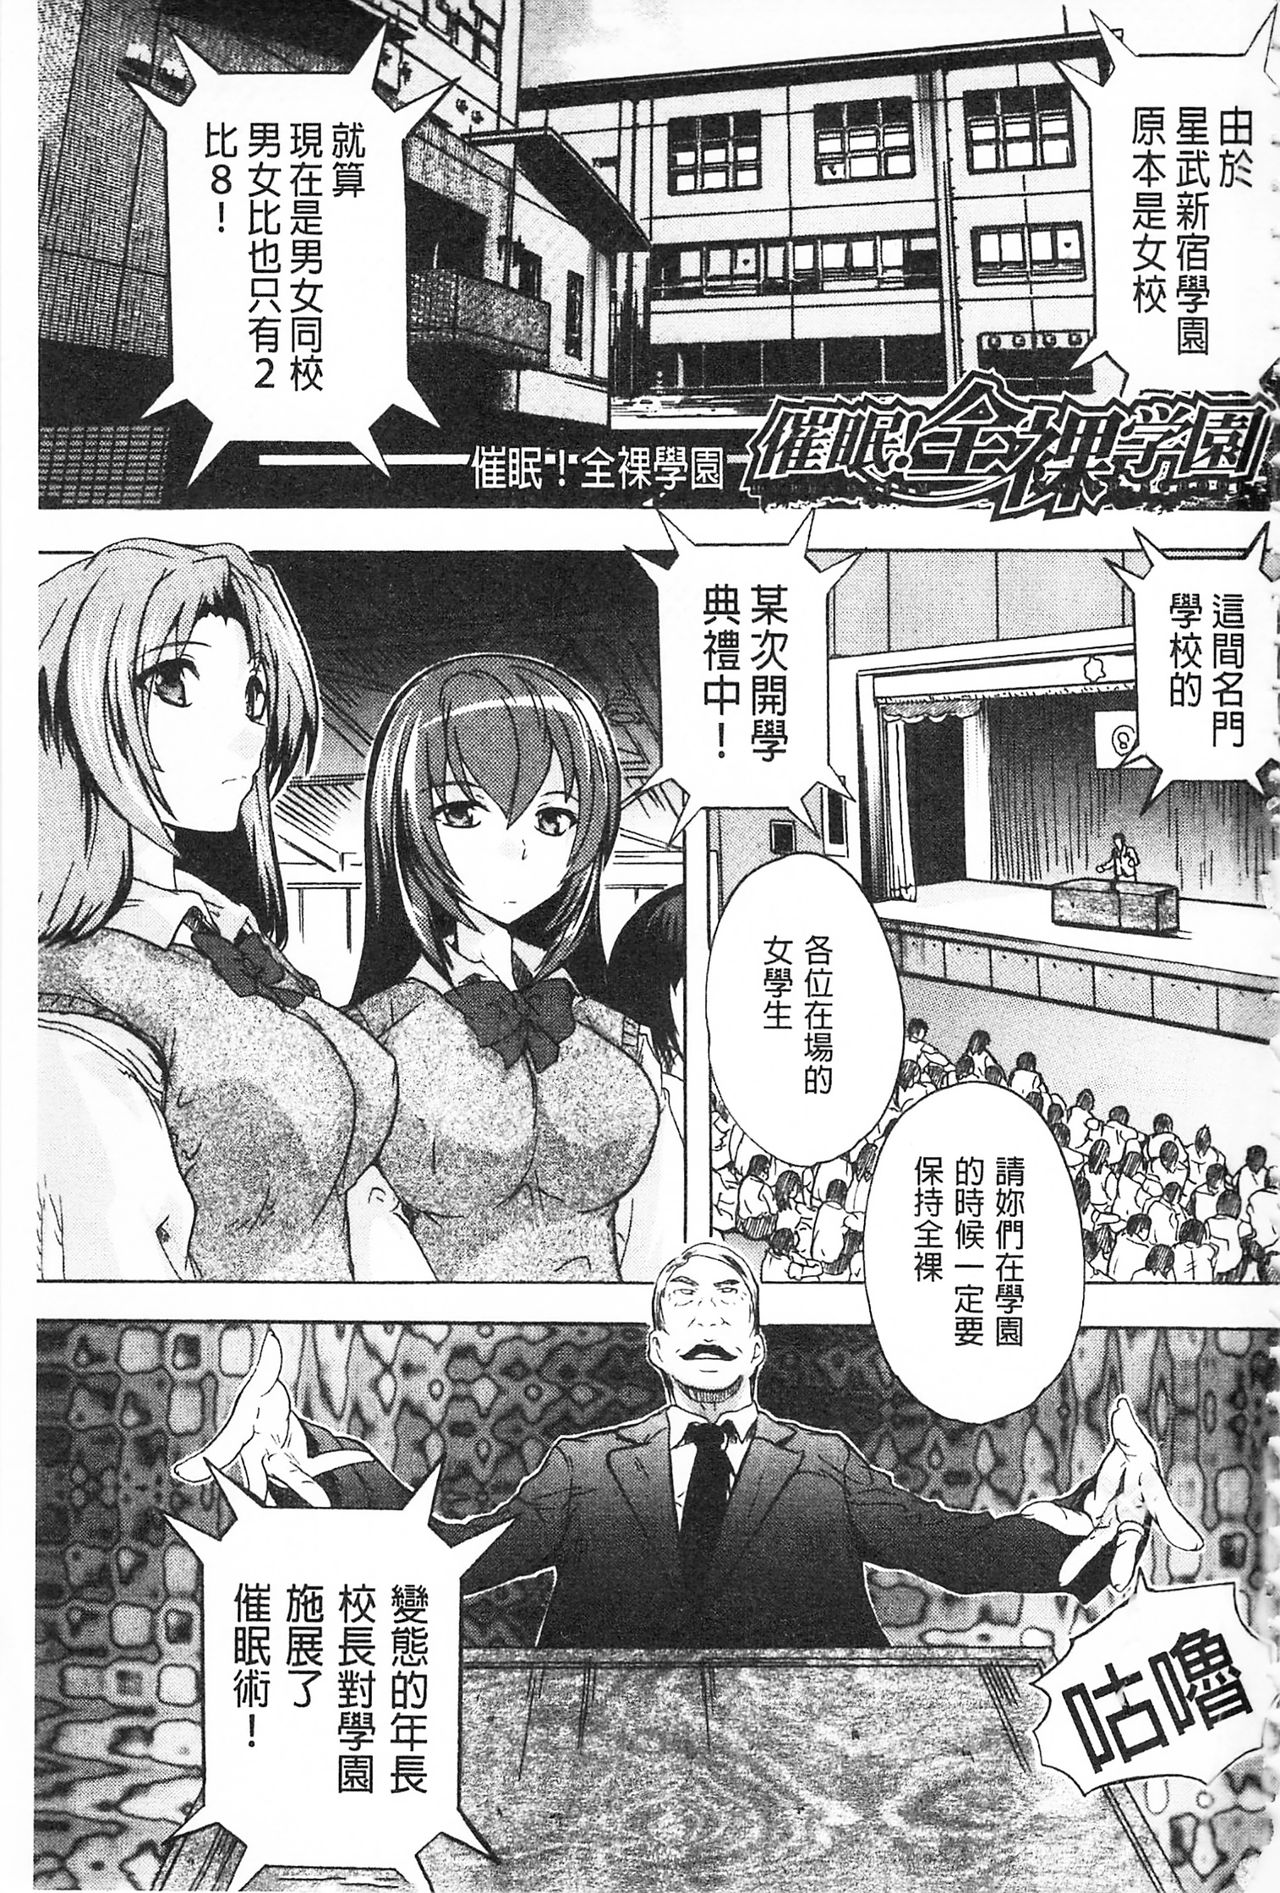 由於
星武新宿學園
原本是女校
就算
現在是男女同校
男女比也只有2
比8！
催眠！全裸学園
催眠！全裸學園
這間名門
學校的
某次開學
典禮中！
各位在場的
女學生
請妳們在學園
的時候一定要
保持全裸
變態的年長
校長對學園
施展了
催眠術！
咕嚕